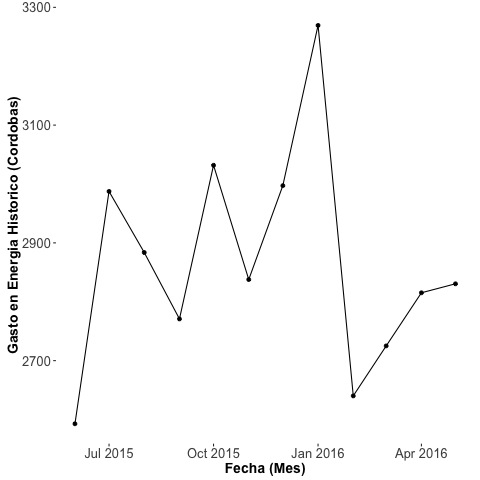 3300
3100
2900
2700
Gasto en Energia Historico (Cordobas)
Jul 2015
Oct 2015
Jan 2016
Apr 2016
Fecha (Mes)